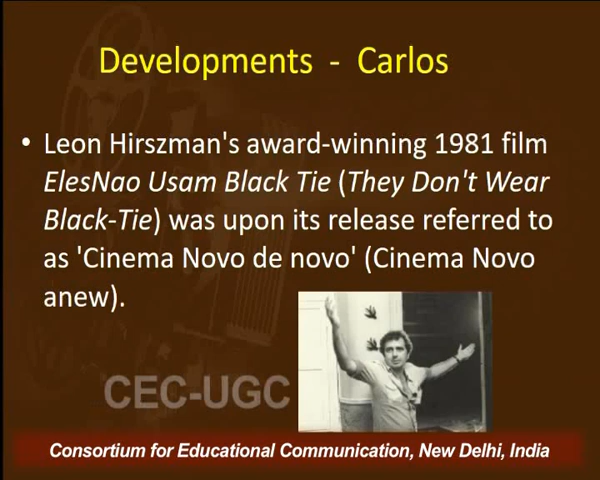 Developments - Carlos
• Leon Hirszman's award-winning 1981 film
ElesNao Usam Black Tie (They Don't Wear
Black-Tie) was upon its release referred to
as 'Cinema Novo de novo' (Cinema Novo
anew).
CEC-UGC
Consortium for Educational Communication, New Delhi, India